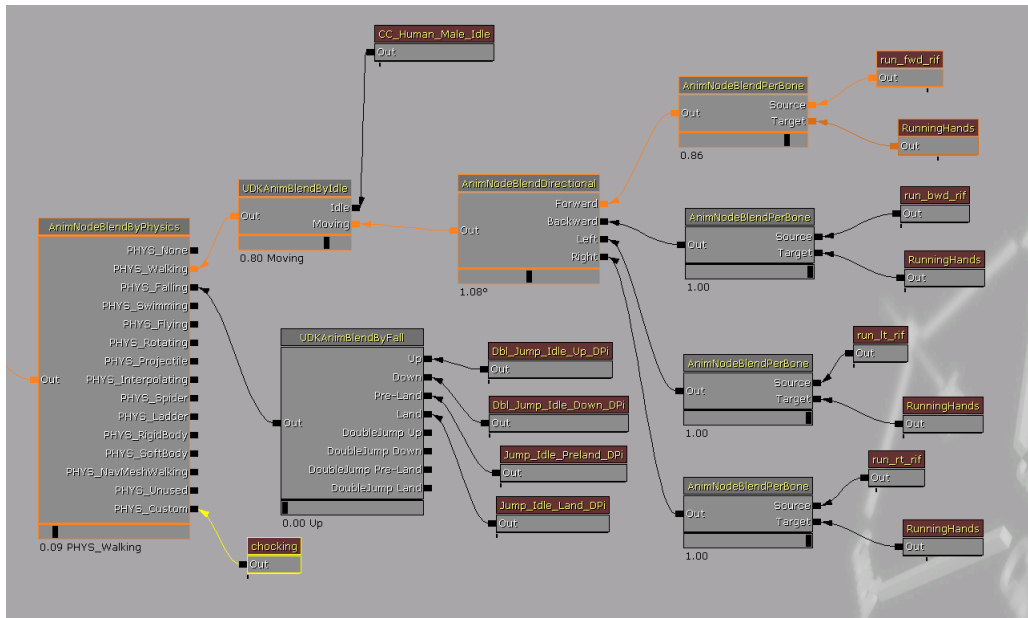 CC_Human_Male_Idle
Out
AnimNodeBlendPerBone
Source
Target
Out
0.86
run_fwd_rif
Out
RunningHands
Out
UDKAnimBlendByIdle
Idle
Moving
Out
0.80 Moving
AnimNodeBlendDirectional
Forward
Backward
Left
Right
Out
1.08°
AnimNodeBlendPerBone
Source
Target
Out
1.00
run_bwd_rif
Out
RunningHands
Out
AnimNodeBlendByPhysics
PHYS_None
PHYS_Walking
PHYS_Falling
PHYS_Swimming
PHYS_Flying
PHYS_Rotating
PHYS_Projectile
PHYS_Interpolating
PHYS_Spider
PHYS_Ladder
PHYS_RigidBody
PHYS_SoftBody
PHYS_NavMeshWalking
PHYS_Unused
PHYS_Custom
Out
0.09 PHYS_Walking
UDKAnimBlendByFall
Up
Down
Pre-Land
Land
DoubleJump Up
DoubleJump Down
DoubleJump Pre-Land
DoubleJump Land
Out
0.00 Up
Dbl_Jump_Idle_Up_DPi
Out
Dbl_Jump_Idle_Down_DPi
Out
Jump_Idle_Preland_DPi
Out
Jump_Idle_Land_DPi
Out
AnimNodeBlendPerBone
Source
Target
Out
1.00
run_lt_rif
Out
RunningHands
Out
AnimNodeBlendPerBone
Source
Target
Out
1.00
run_rt_rif
Out
RunningHands
Out
chocking
Out